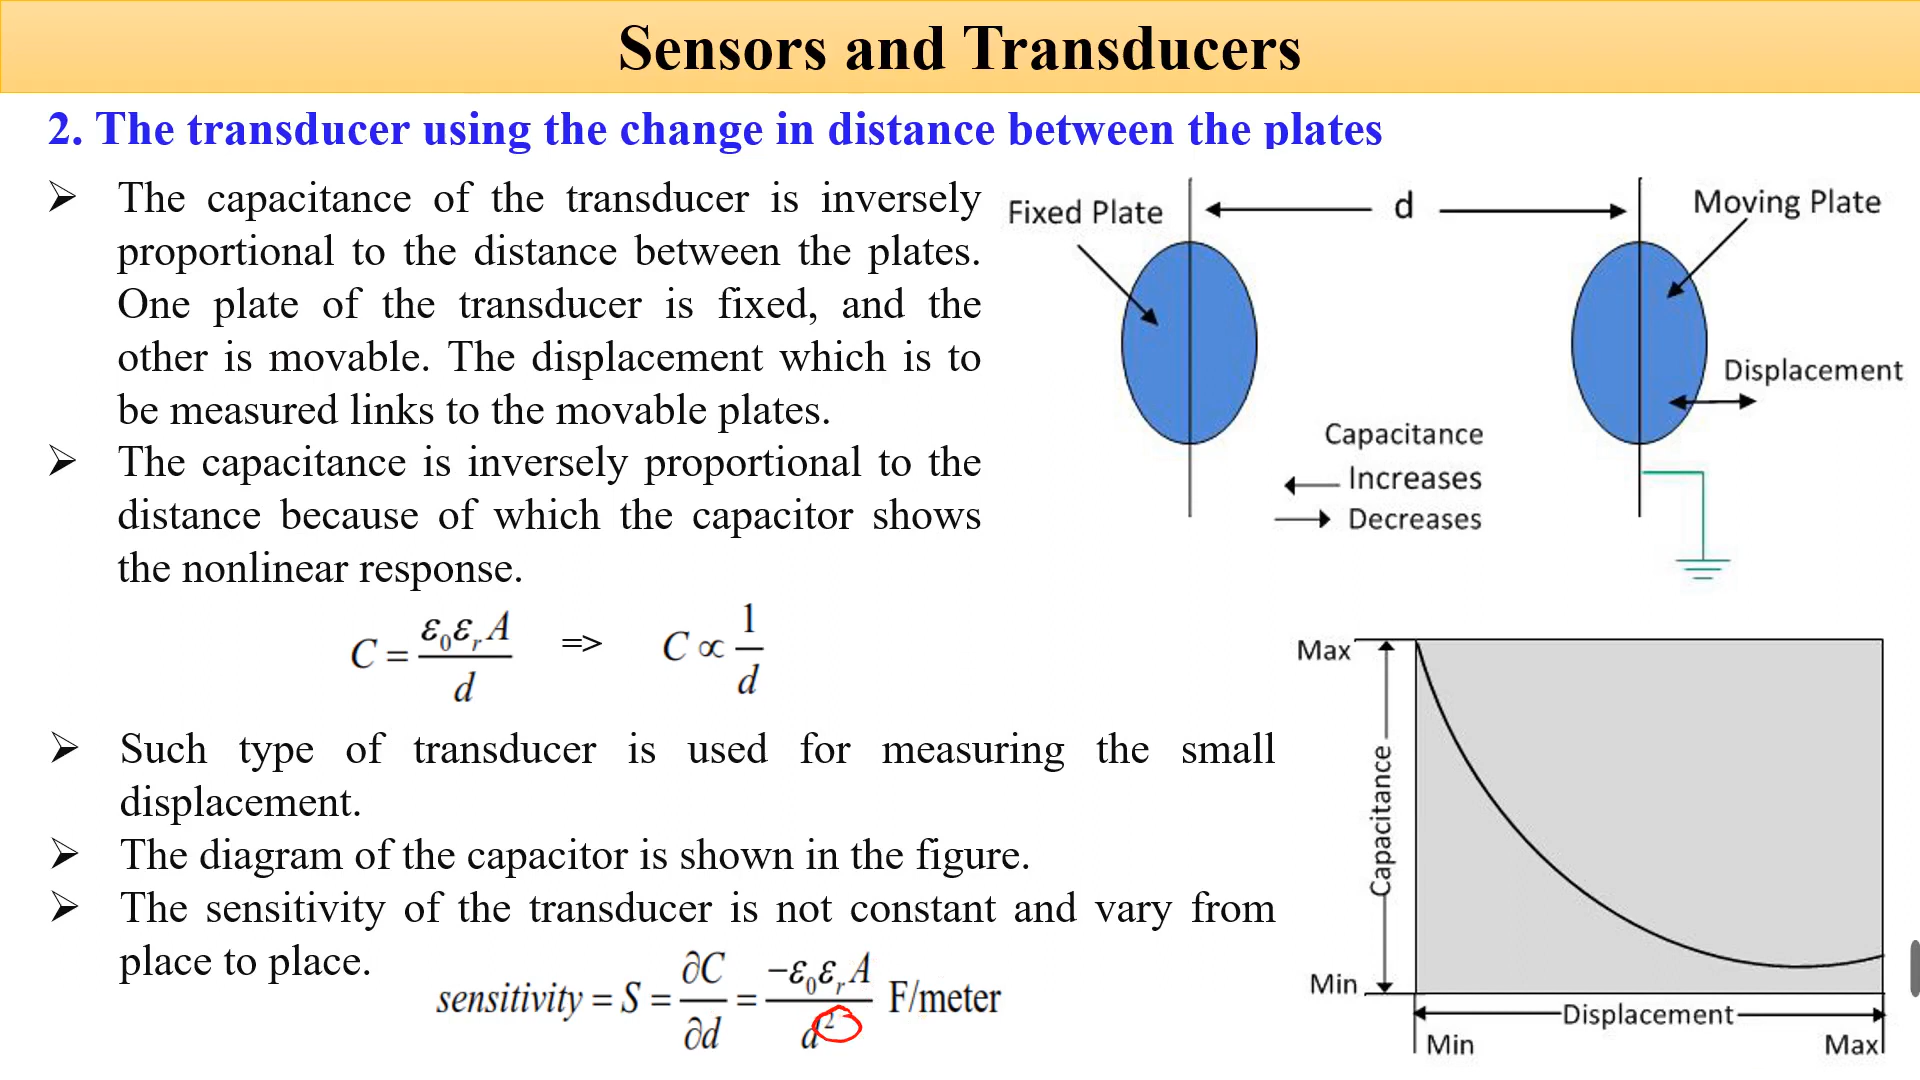 Sensors and Transducers
2. The transducer using the change in distance between the plates
➢ The capacitance of the transducer is inversely
proportional to the distance between the plates.
One plate of the transducer is fixed, and the
other is movable. The displacement which is to
be measured links to the movable plates.
➢ The capacitance is inversely proportional to the
distance because of which the capacitor shows
the nonlinear response.
C = ε₀εᵣA / d => C ∝ 1 / d
➢ Such type of transducer is used for measuring the small
displacement.
➢ The diagram of the capacitor is shown in the figure.
➢ The sensitivity of the transducer is not constant and vary from
place to place.
sensitivity = S = ∂C / ∂d = −ε₀εᵣA / d² F/meter
Fixed Plate
d
Moving Plate
Displacement
Capacitance
Increases
Decreases
Max
Capacitance
Min
Displacement
Min
Max